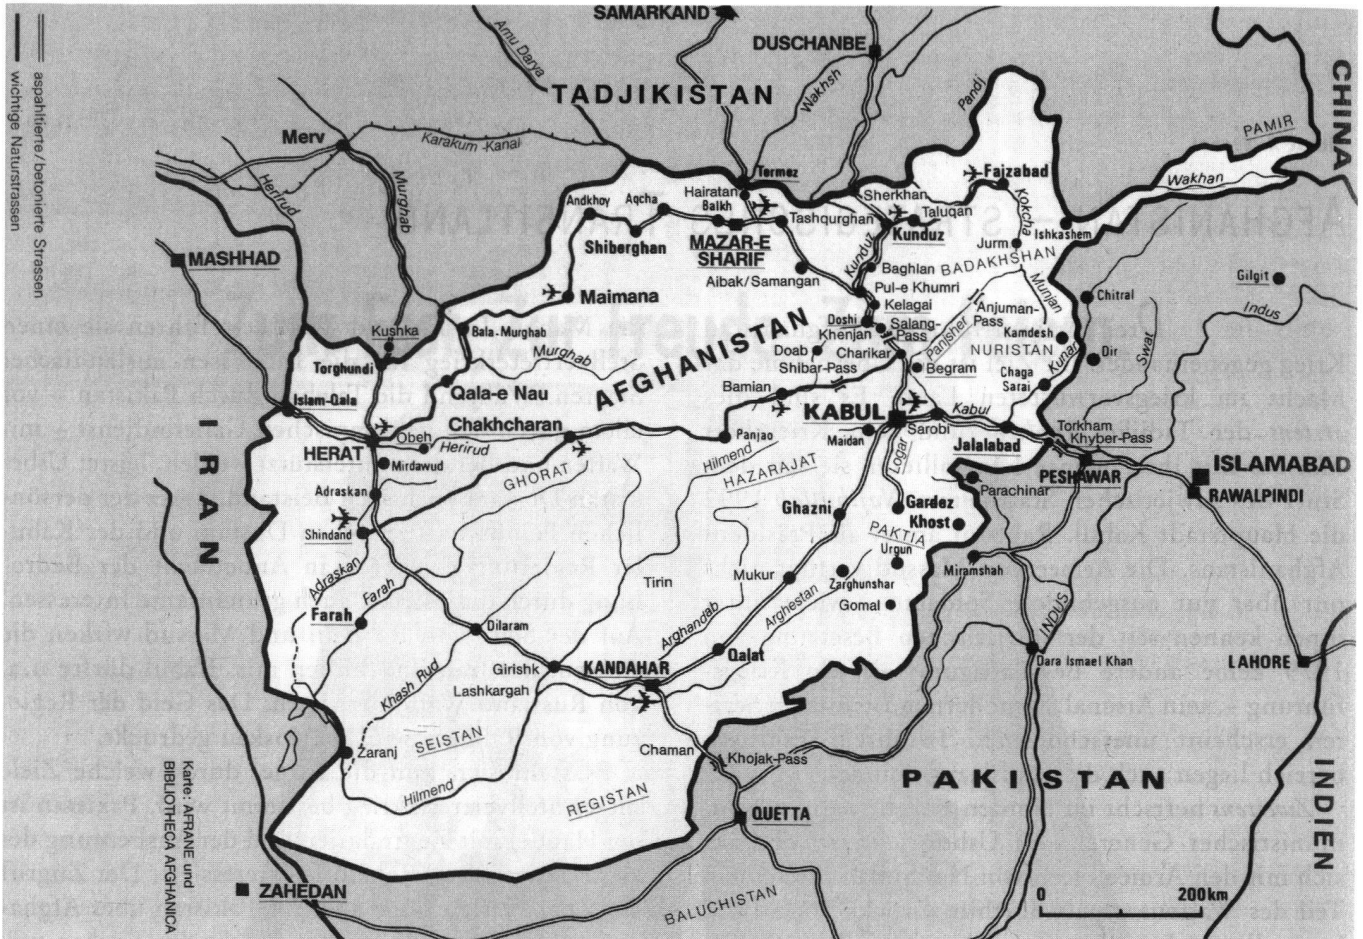 SAMARKAND
DUSCHANBE
Amu Darya
TADJIKISTAN
Wakhsh
Pandj
CHINA
PAMIR
Wakhan
aspahltierte/betonierte Strassen
wichtige Naturstrassen
Merv
Karakum-Kanal
Herirud
Murghab
Termez
Hairatan
Balkh
Andkhoy
Aqcha
Shiberghan
MAZAR-E
SHARIF
Tashqurghan
Sherkhan
Taluqan
Faizabad
Kunduz
Kunduz
Kokcha
Ishkashem
Jurm
BADAKHSHAN
Munjan
MASHHAD
Aibak/Samangan
Baghlan
Pul-e Khumri
Kelagai
Maimana
Anjuman-
Pass
Chitral
Gilgit
Indus
Kushka
Bala-Murghab
Murghab
Doshi
Khenjan
Salang-
Pass
Panjsher
Kamdesh
NURISTAN
Kunar
Dir
Swat
Torghundi
AFGHANISTAN
Doab
Shibar-Pass
Charikar
Begram
Chaga
Sarai
Islam-Qala
Qala-e Nau
Bamian
KABUL
Kabul
Sarobi
Chakhcharan
Obeh
Herirud
HERAT
Mirdawud
Panjao
Maidan
Logar
Jalalabad
Torkham
Khyber-Pass
PESHAWAR
ISLAMABAD
RAWALPINDI
IRAN
Hilmend
HAZARAJAT
GHORAT
Adraskan
Shindand
Parachinar
Ghazni
Gardez
Khost
PAKTIA
Urgun
Miramshah
Adraskan
Farah
Farah
Tirin
Mukur
Zarghunshar
Gomal
Arghandab
Arghestan
INDUS
Dilaram
Girishk
KANDAHAR
Qalat
Dara Ismael Khan
LAHORE
Lashkargah
Khash Rud
Zaranj
SEISTAN
Hilmend
REGISTAN
Chaman
Khojak-Pass
PAKISTAN
INDIEN
QUETTA
BALUCHISTAN
ZAHEDAN
Karte: AFRANE und
BIBLIOTHECA AFGHANICA
0 200km